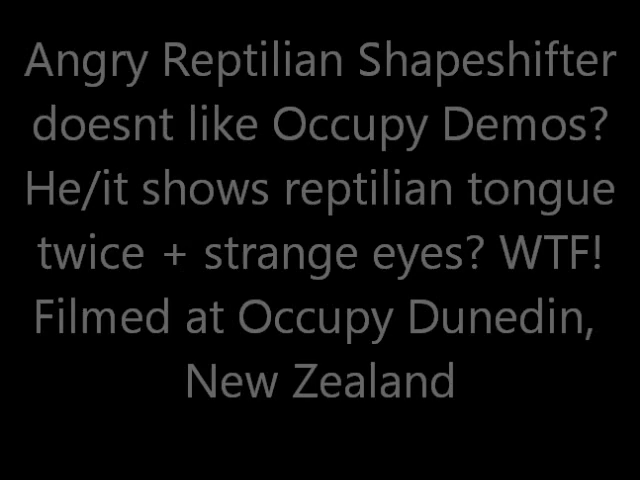 Angry Reptilian Shapeshifter
doesnt like Occupy Demos?
He/it shows reptilian tongue
twice + strange eyes? WTF!
Filmed at Occupy Dunedin,
New Zealand